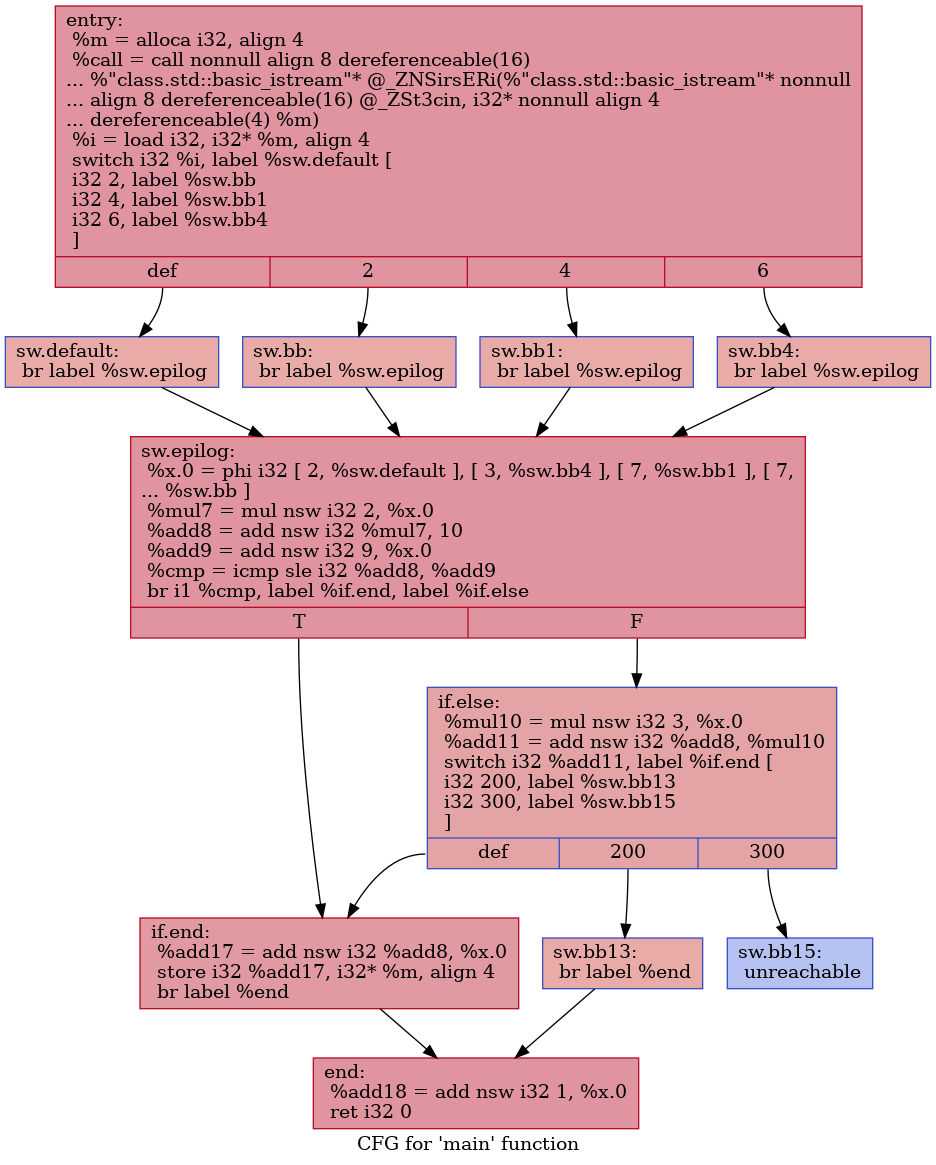 entry:
%m = alloca i32, align 4
%call = call nonnull align 8 dereferenceable(16)
... %"class.std::basic_istream"* @_ZNSirsERi(%"class.std::basic_istream"* nonnull
... align 8 dereferenceable(16) @_ZSt3cin, i32* nonnull align 4
... dereferenceable(4) %m)
%i = load i32, i32* %m, align 4
switch i32 %i, label %sw.default [
i32 2, label %sw.bb
i32 4, label %sw.bb1
i32 6, label %sw.bb4
]
def 2 4 6
sw.default:
br label %sw.epilog
sw.bb:
br label %sw.epilog
sw.bb1:
br label %sw.epilog
sw.bb4:
br label %sw.epilog
sw.epilog:
%x.0 = phi i32 [ 2, %sw.default ], [ 3, %sw.bb4 ], [ 7, %sw.bb1 ], [ 7,
... %sw.bb ]
%mul7 = mul nsw i32 2, %x.0
%add8 = add nsw i32 %mul7, 10
%add9 = add nsw i32 9, %x.0
%cmp = icmp sle i32 %add8, %add9
br i1 %cmp, label %if.end, label %if.else
T F
if.else:
%mul10 = mul nsw i32 3, %x.0
%add11 = add nsw i32 %add8, %mul10
switch i32 %add11, label %if.end [
i32 200, label %sw.bb13
i32 300, label %sw.bb15
]
def 200 300
if.end:
%add17 = add nsw i32 %add8, %x.0
store i32 %add17, i32* %m, align 4
br label %end
sw.bb13:
br label %end
sw.bb15:
unreachable
end:
%add18 = add nsw i32 1, %x.0
ret i32 0
CFG for 'main' function